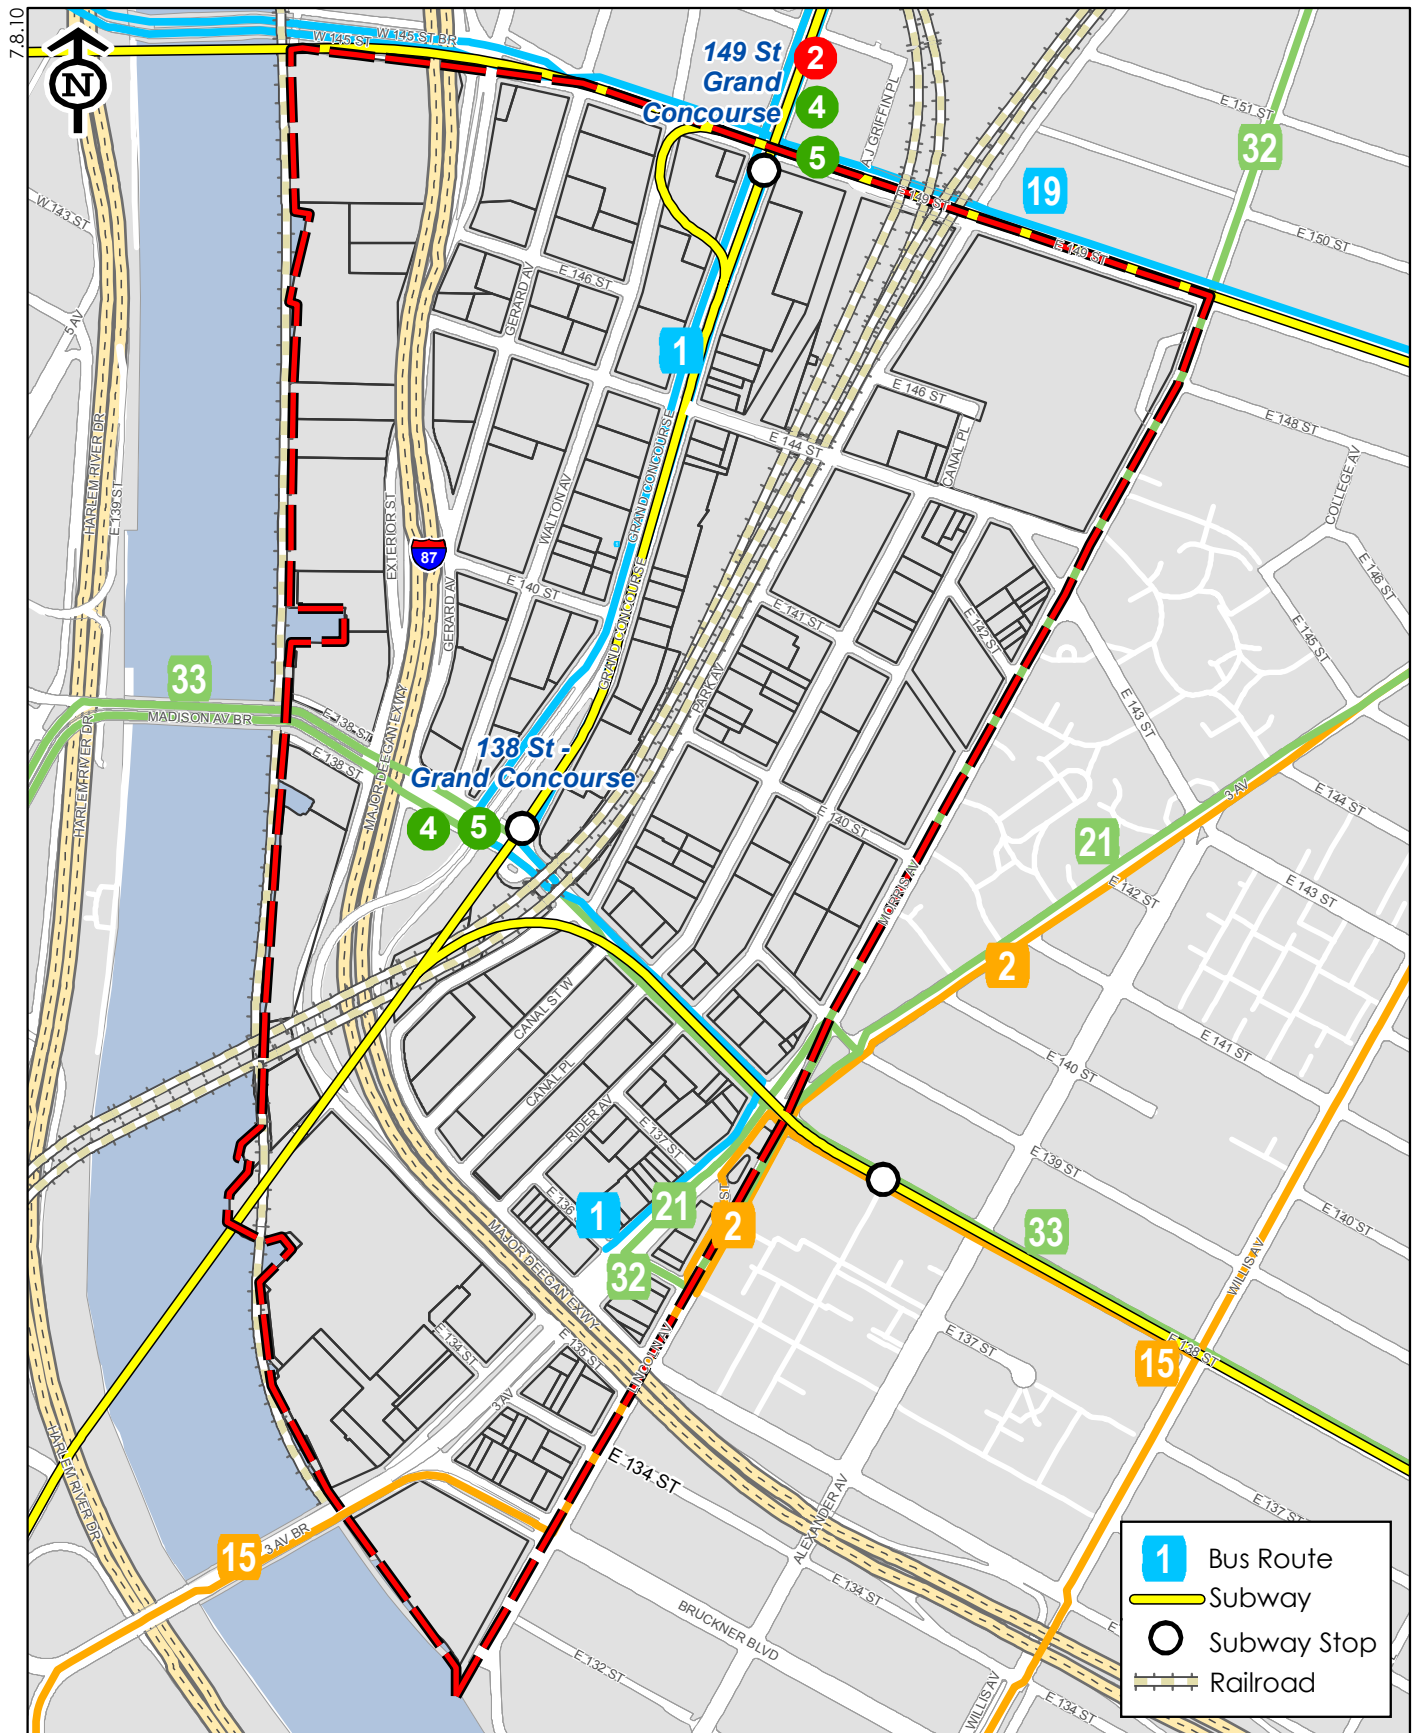 7.8.10
N
W 145 ST
W 145 ST BR
149 St
Grand
Concourse
2
4
5
A J GRIFFIN PL
E 151 ST
32
19
E 149 ST
E 149 ST
E 150 ST
W 143 ST
5 AV
E 146 ST
GERARD AV
1
E 146 ST
E 148 ST
COLLEGE AV
E 144 ST
CANAL PL
HARLEM RIVER DR
E 139 ST
EXTERIOR ST
87
WALTON AV
GRAND CONCOURSE
GRAND CONCOURSE
GERARD AV
E 140 ST
E 141 ST
E 142 ST
E 146 ST
E 145 ST
PARK AV
33
MADISON AV BR
E 138 ST
E 138 ST
HARLEM RIVER DR
MAJOR DEEGAN EXWY
138 St -
Grand Concourse
4
5
E 143 ST
E 140 ST
3 AV
E 144 ST
21
E 142 ST
E 143 ST
MORRIS AV
2
CANAL ST W
CANAL PL
RIDER AV
E 137 ST
E 141 ST
E 140 ST
E 139 ST
E 136
1
21
ST
2
32
33
E 140 ST
WILLIS AV
MAJOR DEEGAN EXWY
E 134 ST
E 135 ST
LINCOLN AV
E 137 ST
15
E 138 ST
3 AV
HARLEM RIVER DR
E 134 ST
15
3 AV BR
ALEXANDER AV
E 137 ST
E 134 ST
BRUCKNER BLVD
E 132 ST
WILLIS AV
E 134 ST
E
1 Bus Route
Subway
Subway Stop
Railroad